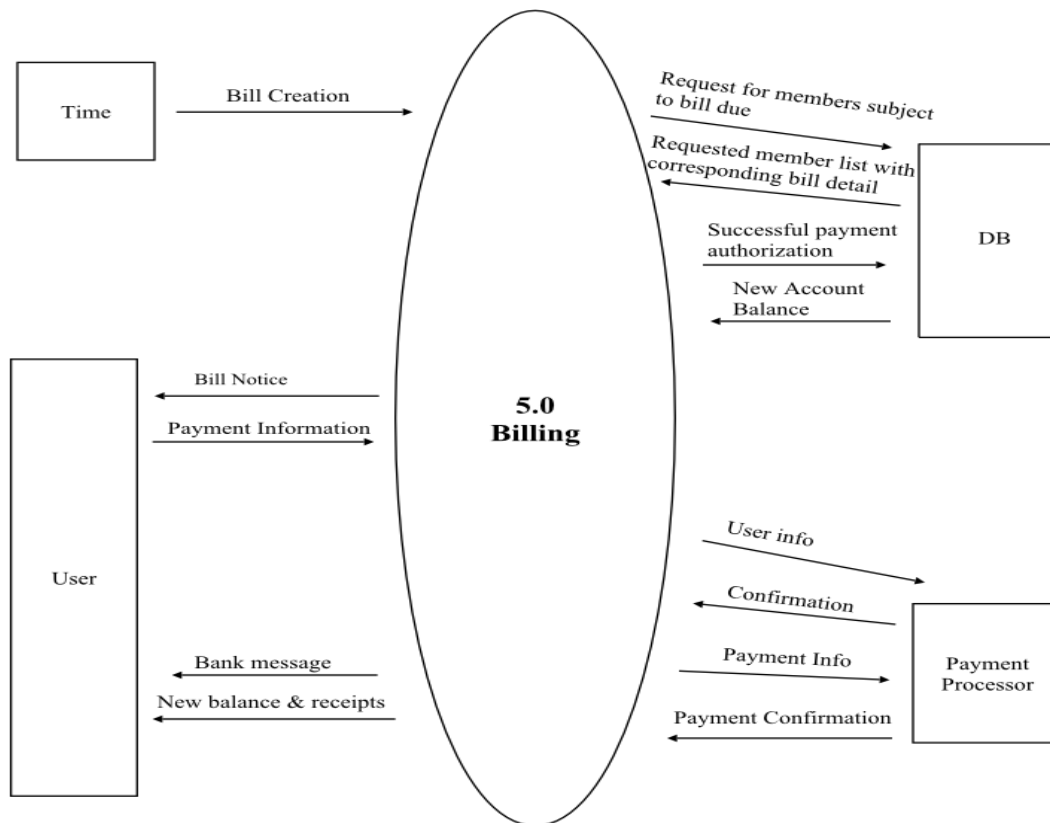 Time
Bill Creation
Request for members subject
to bill due
Requested member list with
corresponding bill detail
Successful payment
authorization
DB
New Account
Balance
Bill Notice
Payment Information
5.0
Billing
User
User info
Confirmation
Bank message
New balance & receipts
Payment Info
Payment
Processor
Payment Confirmation